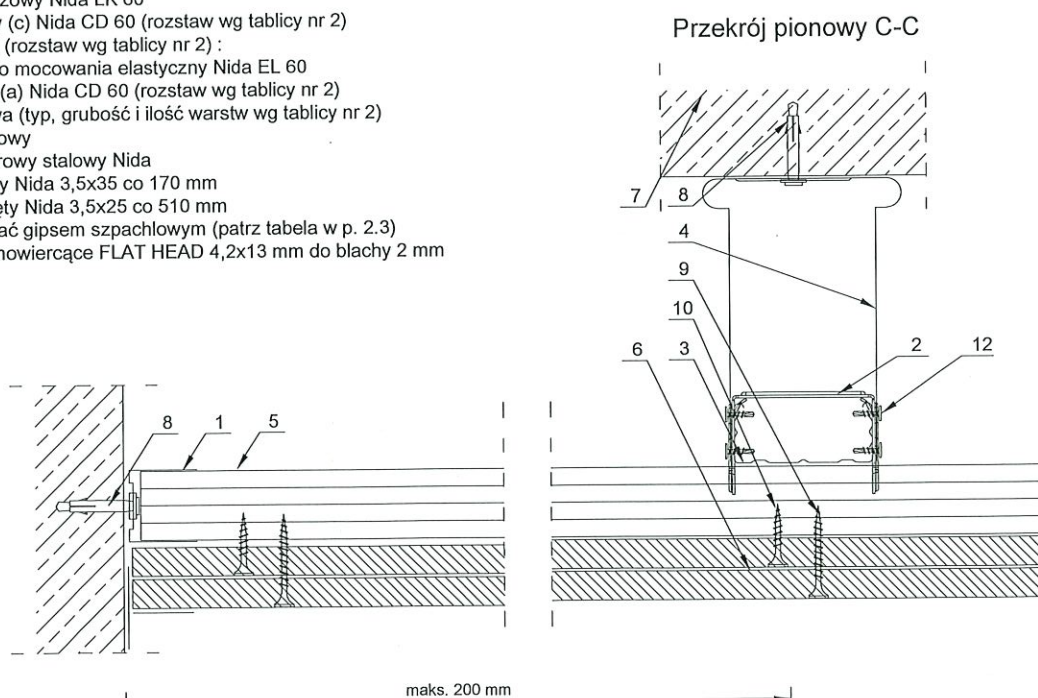 żowy Nida LK 60
(c) Nida CD 60 (rozstaw wg tablicy nr 2)
(rozstaw wg tablicy nr 2) :
o mocowania elastyczny Nida EL 60
(a) Nida CD 60 (rozstaw wg tablicy nr 2)
va (typ, grubość i ilość warstw wg tablicy nr 2)
owy
rowy stalowy Nida
y Nida 3,5x35 co 170 mm
ęty Nida 3,5x25 co 510 mm
ać gipsem szpachlowym (patrz tabela w p. 2.3)
nowiercące FLAT HEAD 4,2x13 mm do blachy 2 mm
Przekrój pionowy C-C
7
8
4
9
10
6
3
2
12
8
1
5
maks. 200 mm